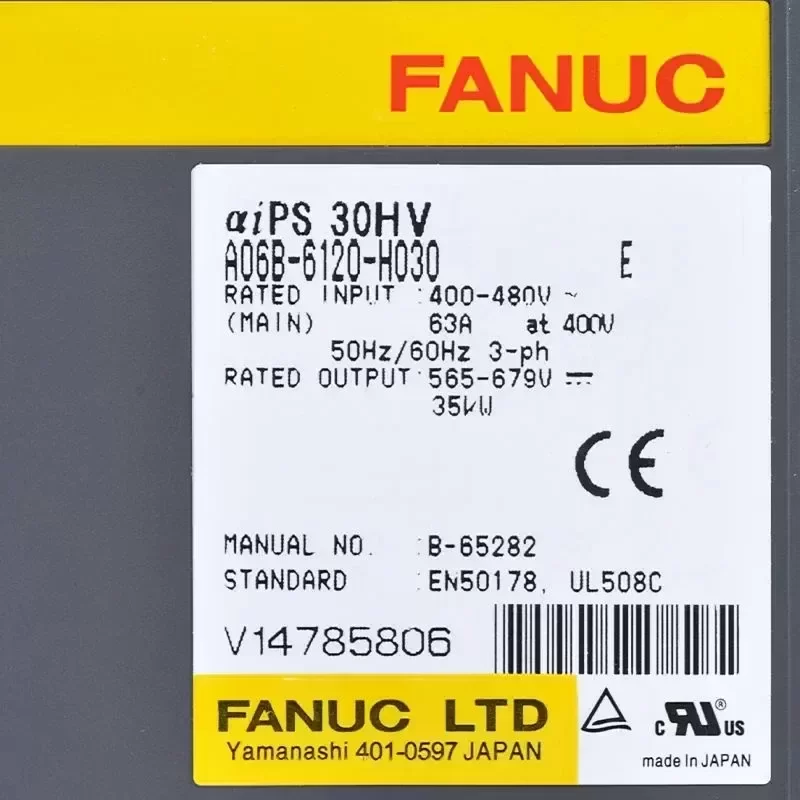 FANUC
αiPS 30HV
A06B-6120-H030 E
RATED INPUT :400-480V ~
(MAIN) 63A at 400V
50Hz/60Hz 3-ph
RATED OUTPUT:565-679V ⎓
35kW
CE
MANUAL NO. :B-65282
STANDARD :EN50178, UL508C
V14785806
FANUC LTD
Yamanashi 401-0597 JAPAN
c RU ® US
made In JAPAN